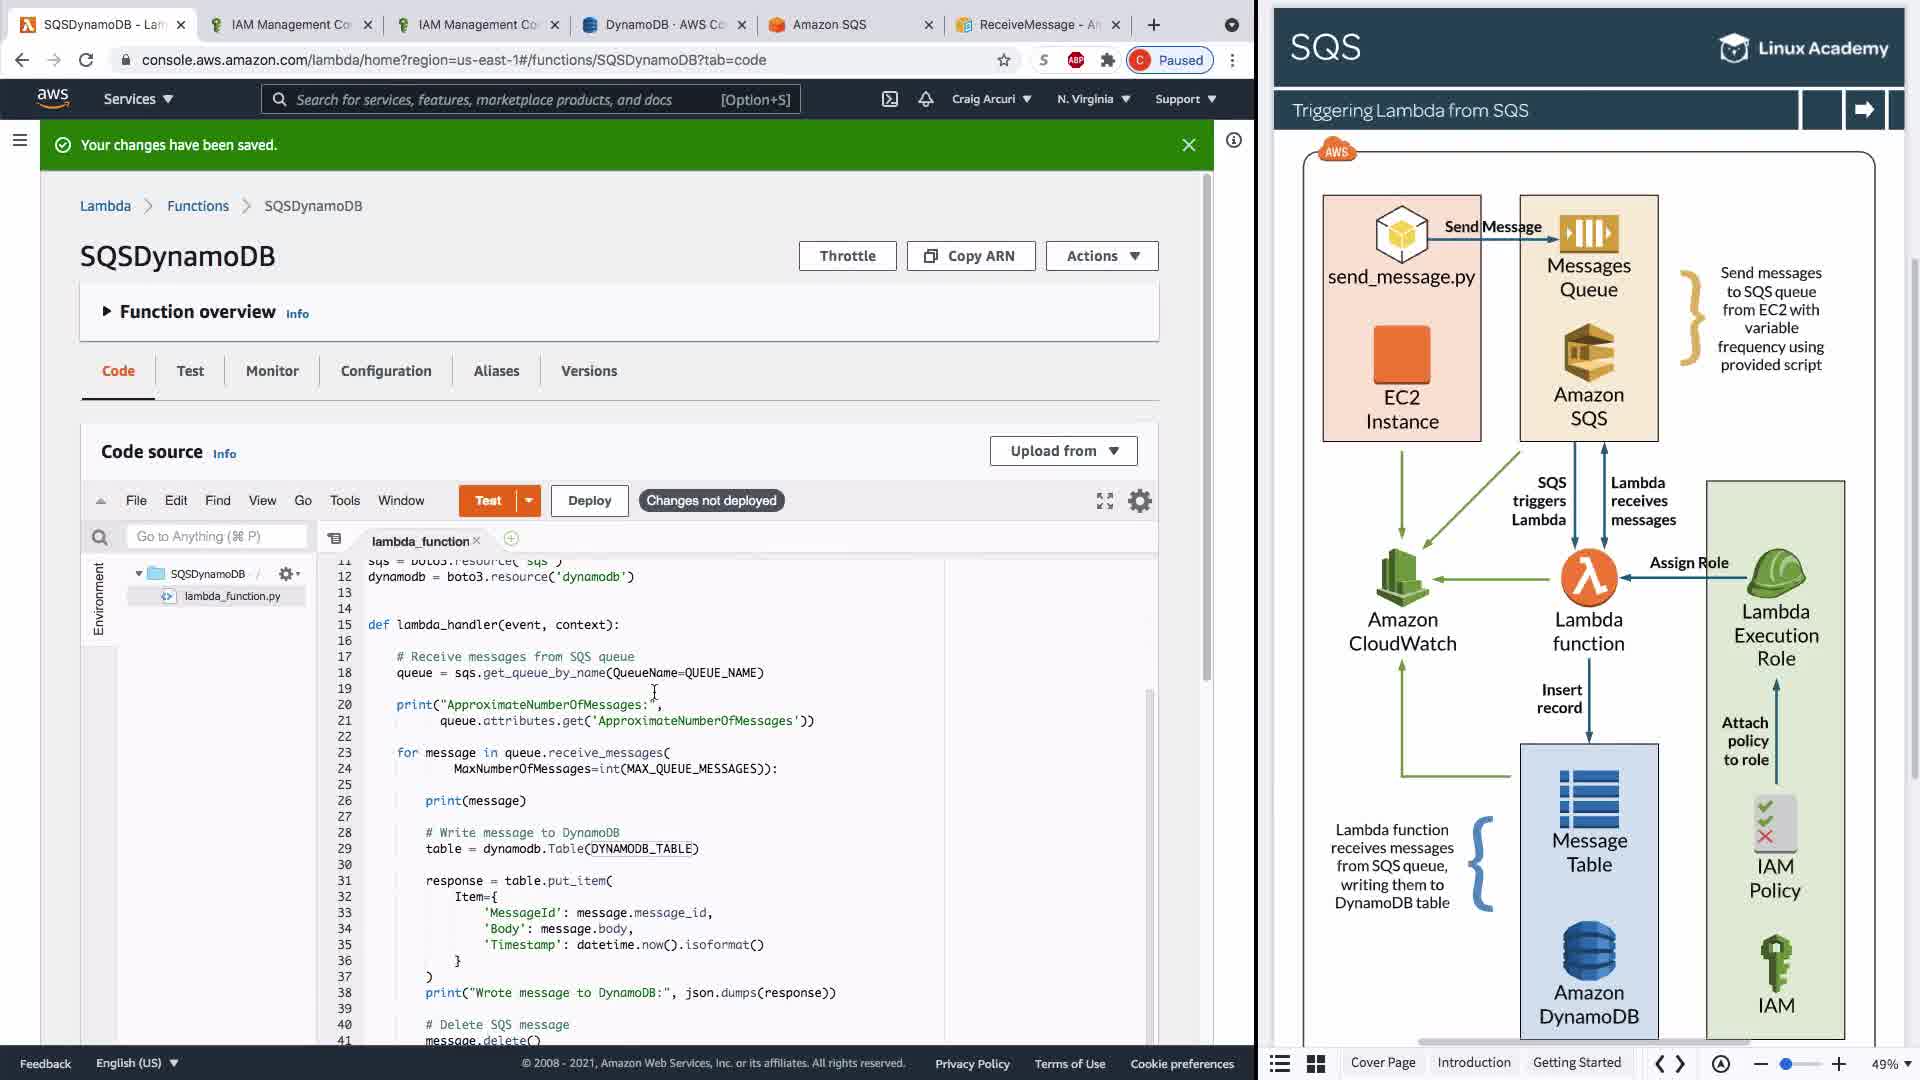 SQSDynamoDB - Lam
IAM Management Co
IAM Management Co
DynamoDB · AWS Co
Amazon SQS
ReceiveMessage - A
console.aws.amazon.com/lambda/home?region=us-east-1#/functions/SQSDynamoDB?tab=code
S
ABP
C Paused
aws
Services
Search for services, features, marketplace products, and docs [Option+S]
Craig Arcuri
N. Virginia
Support
Your changes have been saved.
Lambda > Functions > SQSDynamoDB
SQSDynamoDB
Throttle
Copy ARN
Actions
Function overview Info
Code
Test
Monitor
Configuration
Aliases
Versions
Code source Info
Upload from
File Edit Find View Go Tools Window
Test
Deploy
Changes not deployed
Go to Anything (⌘ P)
lambda_function
Environment
SQSDynamoDB /
lambda_function.py
11 sqs = boto3.resource('sqs')
12 dynamodb = boto3.resource('dynamodb')
13
14
15 def lambda_handler(event, context):
16
17 # Receive messages from SQS queue
18 queue = sqs.get_queue_by_name(QueueName=QUEUE_NAME)
19
20 print("ApproximateNumberOfMessages:",
21 queue.attributes.get('ApproximateNumberOfMessages'))
22
23 for message in queue.receive_messages(
24 MaxNumberOfMessages=int(MAX_QUEUE_MESSAGES)):
25
26 print(message)
27
28 # Write message to DynamoDB
29 table = dynamodb.Table(DYNAMODB_TABLE)
30
31 response = table.put_item(
32 Item={
33 'MessageId': message.message_id,
34 'Body': message.body,
35 'Timestamp': datetime.now().isoformat()
36 }
37 )
38 print("Wrote message to DynamoDB:", json.dumps(response))
39
40 # Delete SQS message
41 message.delete()
Feedback
English (US)
© 2008 - 2021, Amazon Web Services, Inc. or its affiliates. All rights reserved.
Privacy Policy
Terms of Use
Cookie preferences
SQS
Linux Academy
Triggering Lambda from SQS
AWS
Send Message
send_message.py
Messages
Queue
EC2
Instance
Amazon
SQS
Send messages
to SQS queue
from EC2 with
variable
frequency using
provided script
SQS
triggers
Lambda
Lambda
receives
messages
Assign Role
Amazon
CloudWatch
Lambda
function
Lambda
Execution
Role
Insert
record
Attach
policy
to role
Lambda function
receives messages
from SQS queue,
writing them to
DynamoDB table
Message
Table
IAM
Policy
Amazon
DynamoDB
IAM
Cover Page
Introduction
Getting Started
49%